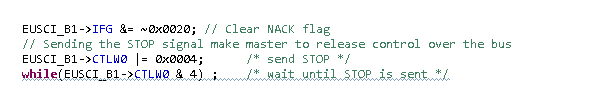 EUSCI_B1->IFG &= ~0x0020; // Clear NACK flag
// Sending the STOP signal make master to release control over the bus
EUSCI_B1->CTLW0 |= 0x0004; /* send STOP */
while(EUSCI_B1->CTLW0 & 4) ; /* wait until STOP is sent */